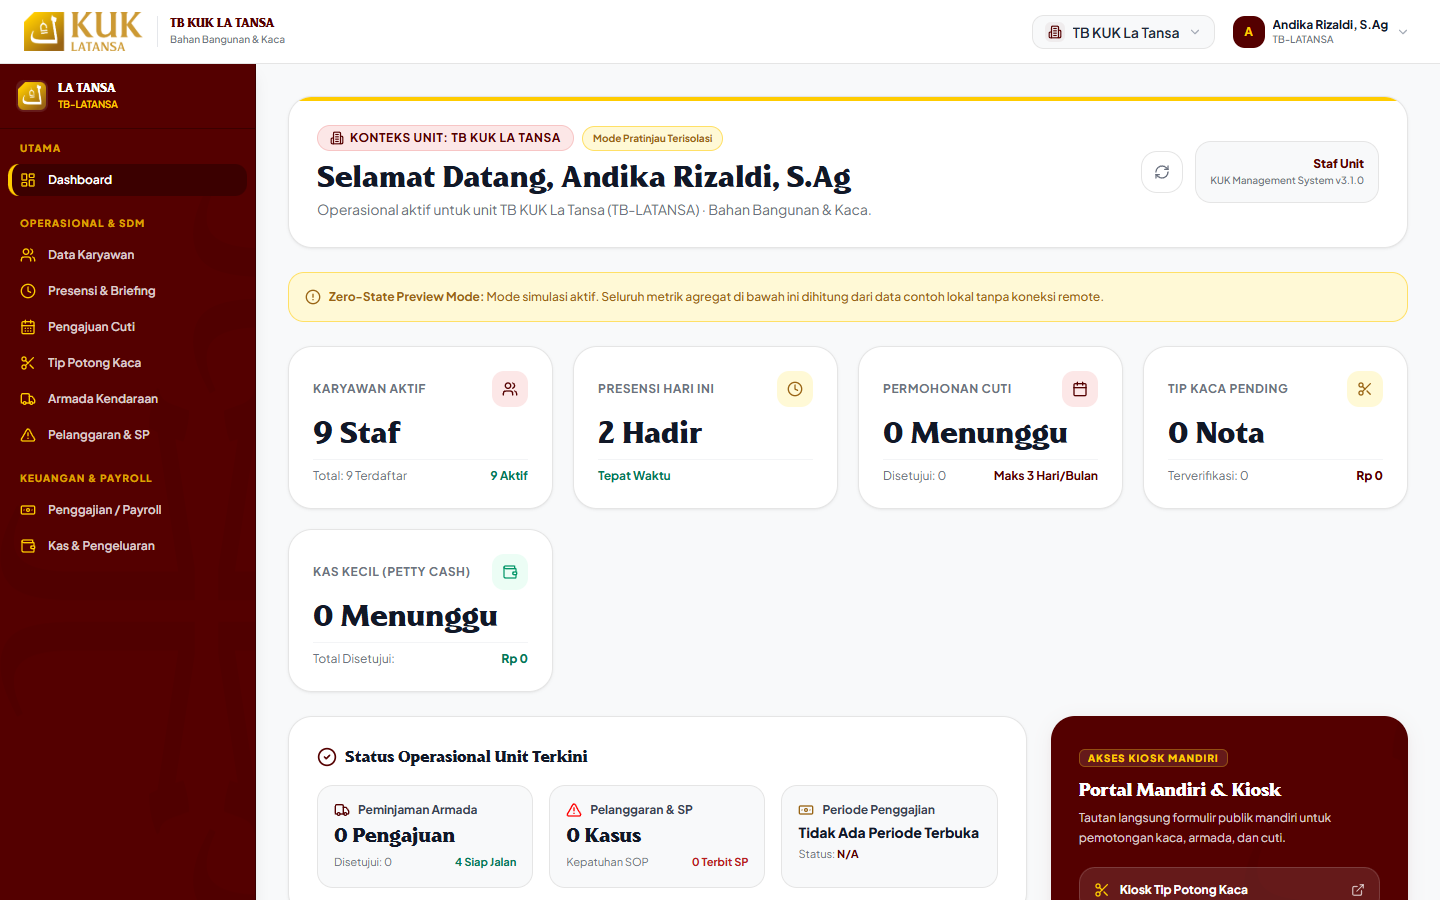 KUK
LATANSA
TB KUK LA TANSA
Bahan Bangunan & Kaca
TB KUK La Tansa
A
Andika Rizaldi, S.Ag
TB-LATANSA
LA TANSA
TB-LATANSA
UTAMA
Dashboard
OPERASIONAL & SDM
Data Karyawan
Presensi & Briefing
Pengajuan Cuti
Tip Potong Kaca
Armada Kendaraan
Pelanggaran & SP
KEUANGAN & PAYROLL
Penggajian / Payroll
Kas & Pengeluaran
KONTEKS UNIT: TB KUK LA TANSA
Mode Pratinjau Terisolasi
Selamat Datang, Andika Rizaldi, S.Ag
Operasional aktif untuk unit TB KUK La Tansa (TB-LATANSA) · Bahan Bangunan & Kaca.
Staf Unit
KUK Management System v3.1.0
Zero-State Preview Mode: Mode simulasi aktif. Seluruh metrik agregat di bawah ini dihitung dari data contoh lokal tanpa koneksi remote.
KARYAWAN AKTIF
9 Staf
Total: 9 Terdaftar
9 Aktif
PRESENSI HARI INI
2 Hadir
Tepat Waktu
PERMOHONAN CUTI
0 Menunggu
Disetujui: 0
Maks 3 Hari/Bulan
TIP KACA PENDING
0 Nota
Terverifikasi: 0
Rp 0
KAS KECIL (PETTY CASH)
0 Menunggu
Total Disetujui:
Rp 0
Status Operasional Unit Terkini
Peminjaman Armada
0 Pengajuan
Disetujui: 0
4 Siap Jalan
Pelanggaran & SP
0 Kasus
Kepatuhan SOP
0 Terbit SP
Periode Penggajian
Tidak Ada Periode Terbuka
Status: N/A
AKSES KIOSK MANDIRI
Portal Mandiri & Kiosk
Tautan langsung formulir publik mandiri untuk
pemotongan kaca, armada, dan cuti.
Kiosk Tip Potong Kaca